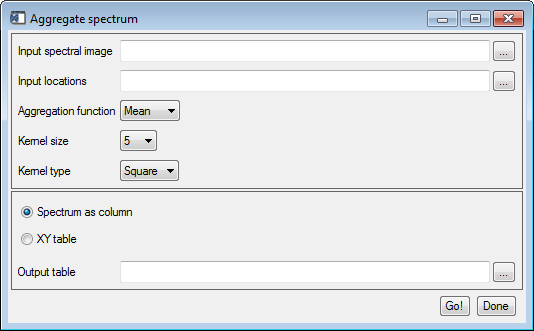 Aggregate spectrum
Input spectral image ...
Input locations ...
Aggregation function Mean
Kernel size 5
Kernel type Square
Spectrum as column
XY table
Output table ...
Go! Done